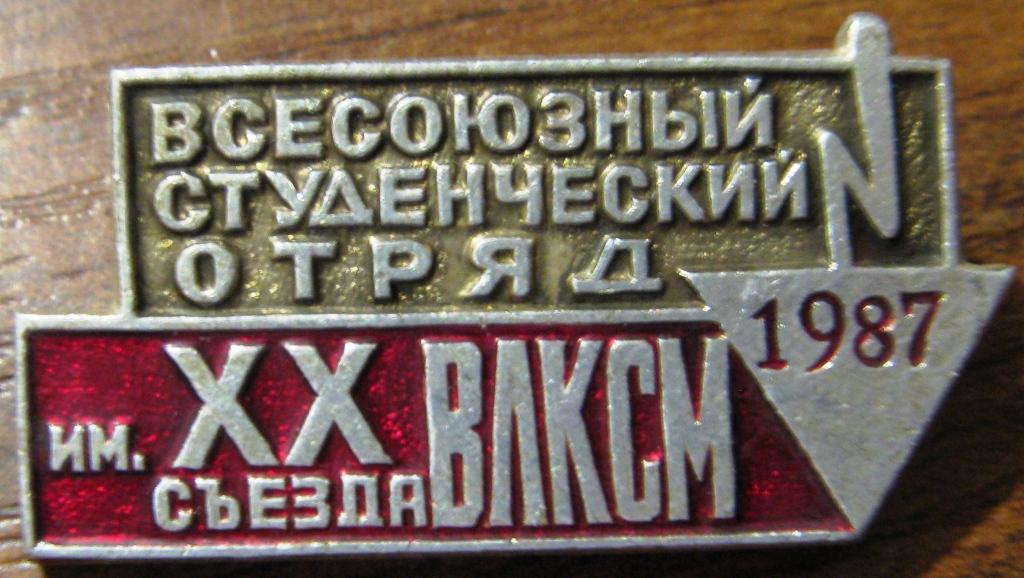 ВСЕСОЮЗНЫЙ
СТУДЕНЧЕСКИЙ
ОТРЯД
1987
ИМ. XX
СЪЕЗДА ВЛКСМ